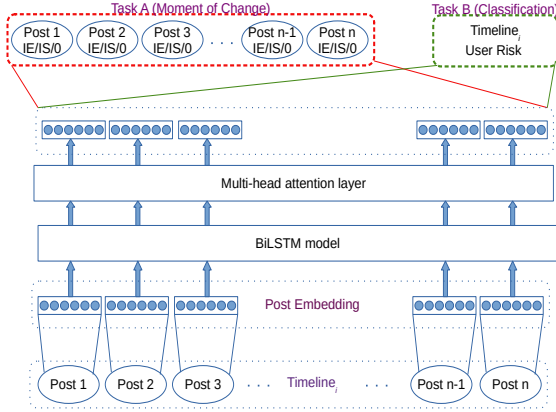 Task A (Moment of Change)
Task B (Classification)
Post 1 Post 2 Post 3 . . . Post n-1 Post n
IE/IS/0 IE/IS/0 IE/IS/0 IE/IS/0 IE/IS/0
Timeline_i
User Risk
Multi-head attention layer
BiLSTM model
Post Embedding
Post 1 Post 2 Post 3 . . . Timeline_i . . . Post n-1 Post n